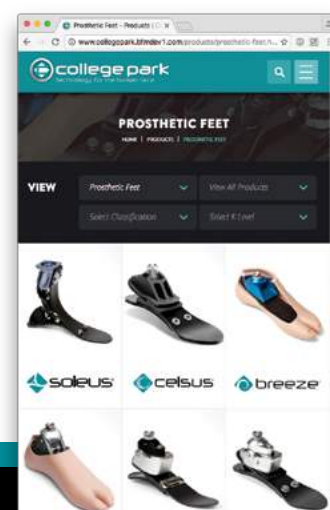 Prosthetic Feet - Products | C
www.collegepark.bfmdev1.com/products/prosthetic-feet,h...
college park
technology for the human race
PROSTHETIC FEET
HOME | PRODUCTS | PROSTHETIC FEET
VIEW
Prosthetic Feet
View All Products
Select Classification
Select K Level
soleus
celsus
breeze